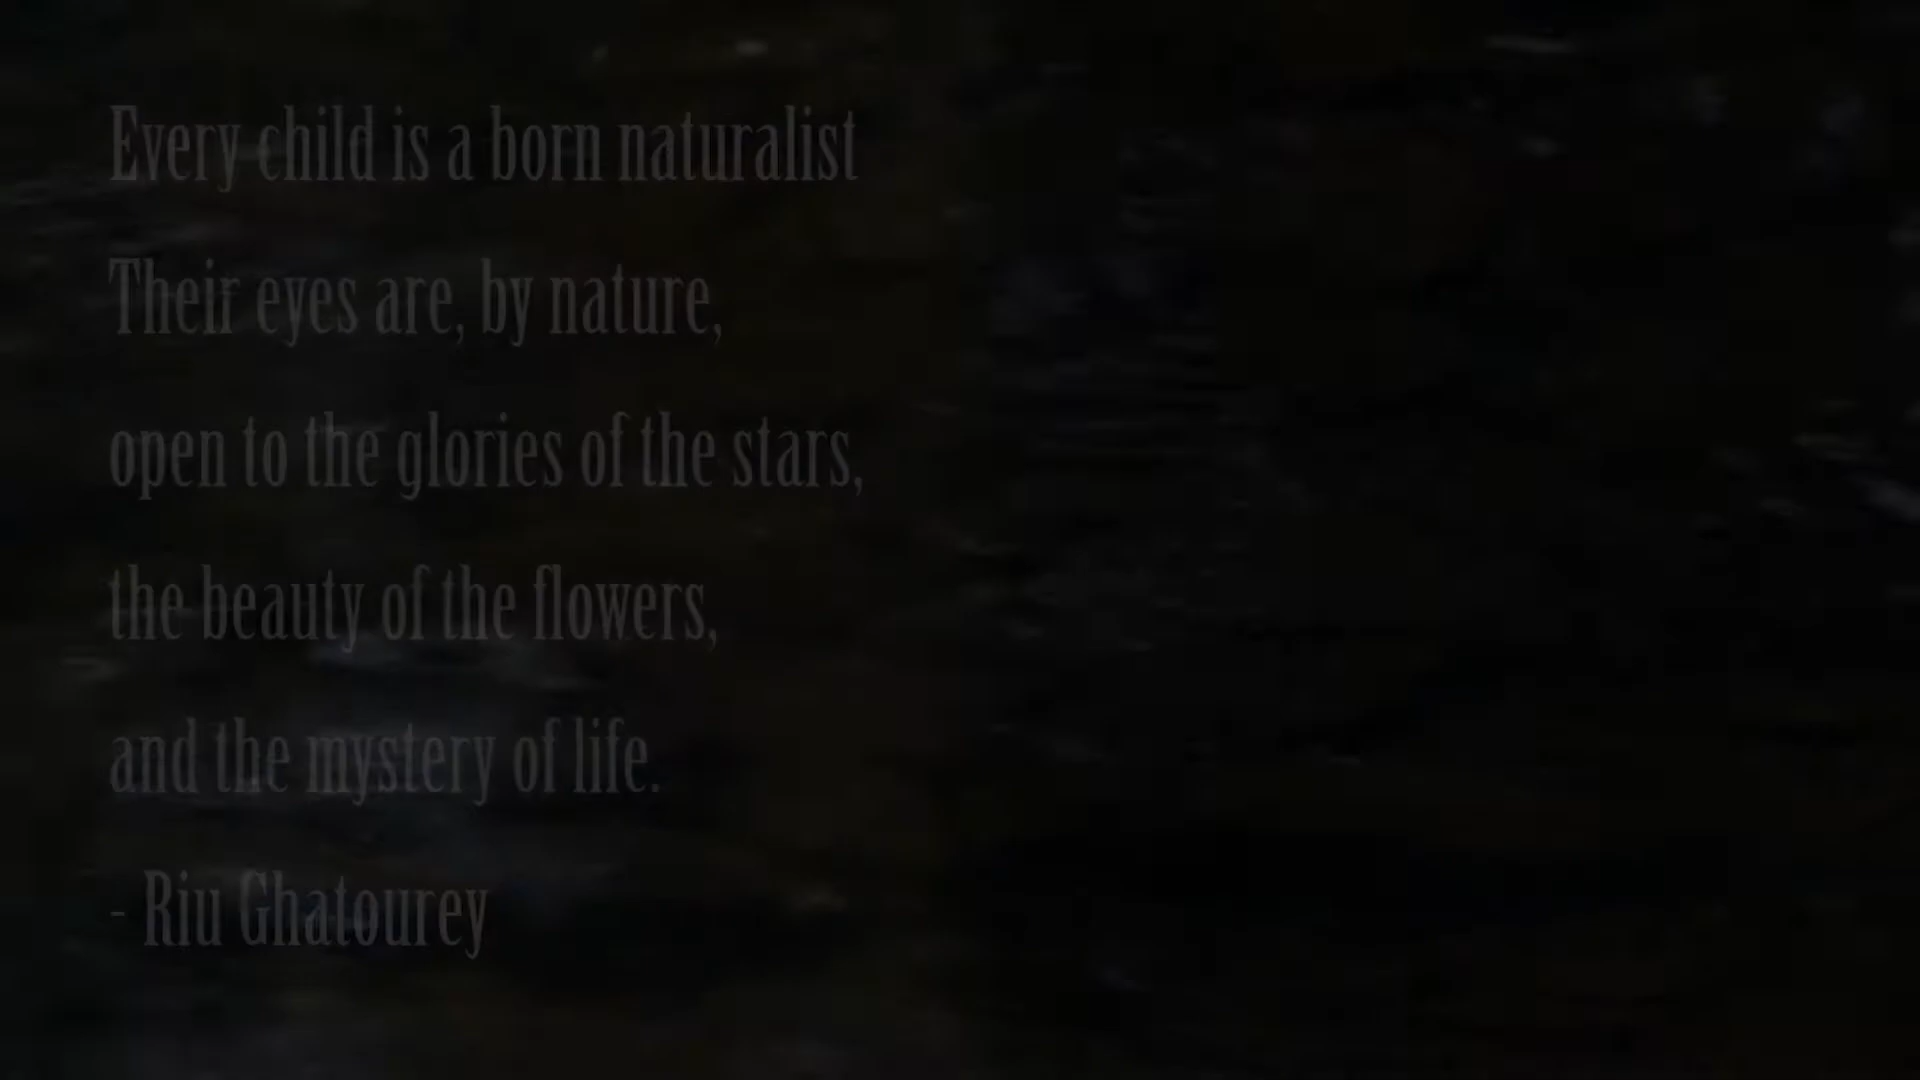 Every child is a born naturalist
Their eyes are, by nature,
open to the glories of the stars,
the beauty of the flowers,
and the mystery of life.
- Riu Ghatourey